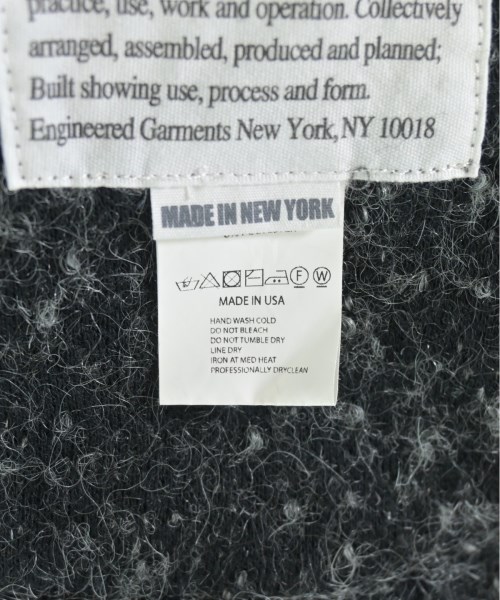 practice, use, work and operation. Collectively
arranged, assembled, produced and planned;
Built showing use, process and form.
Engineered Garments New York, NY 10018
MADE IN NEW YORK
F W
MADE IN USA
HAND WASH COLD
DO NOT BLEACH
DO NOT TUMBLE DRY
LINE DRY
IRON AT MED HEAT
PROFESSIONALLY DRYCLEAN